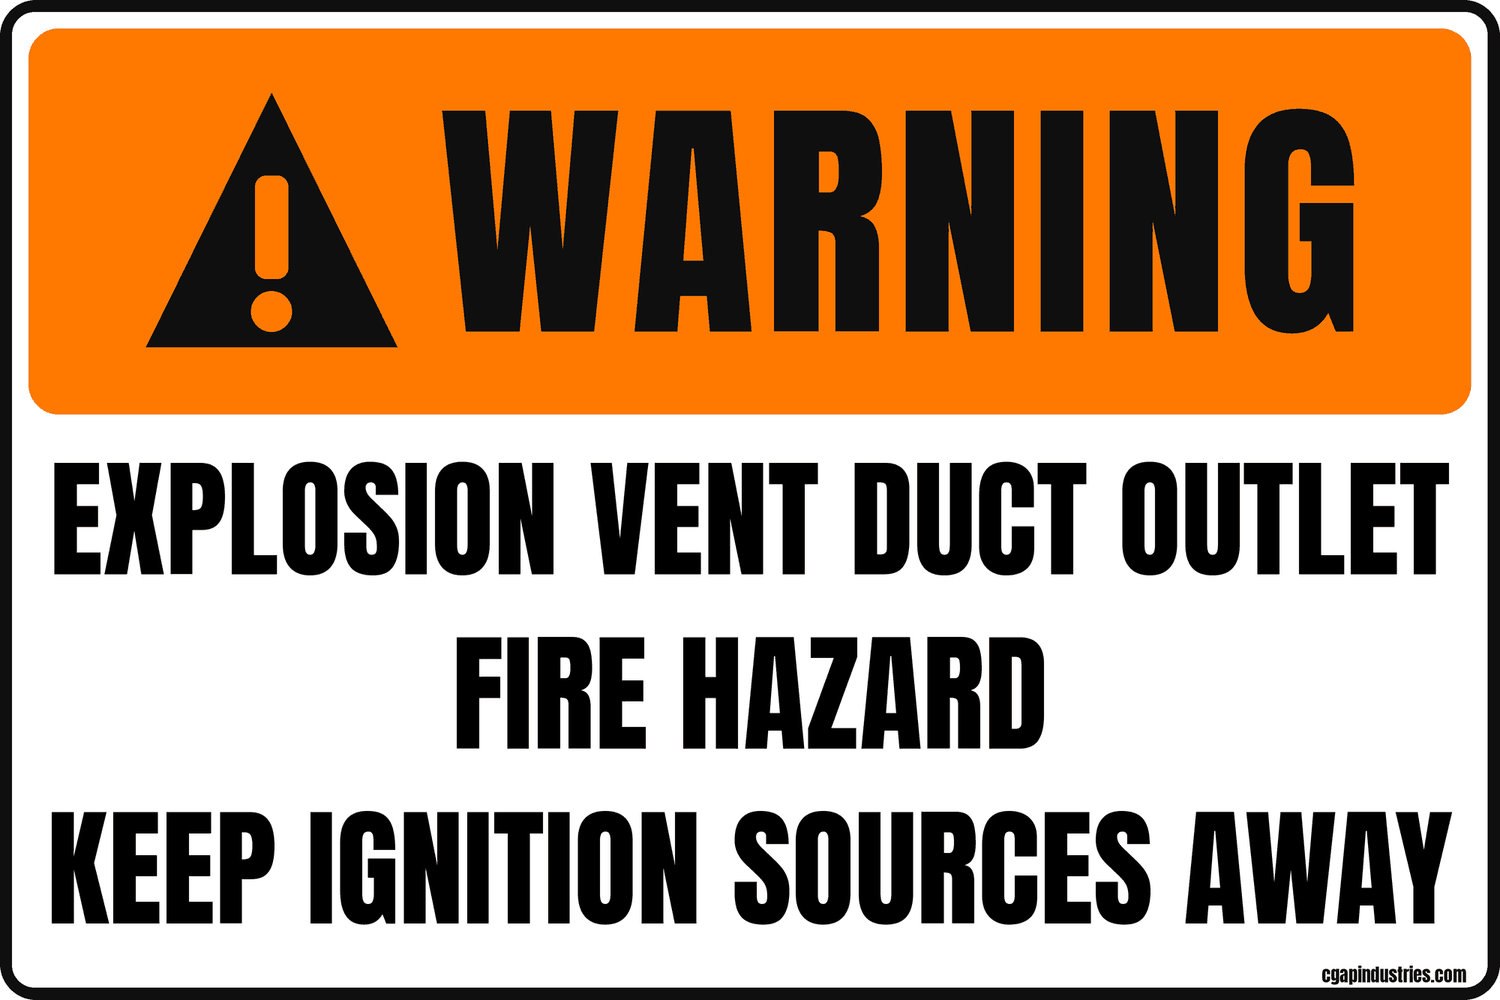 WARNING
EXPLOSION VENT DUCT OUTLET
FIRE HAZARD
KEEP IGNITION SOURCES AWAY
cgapindustries.com